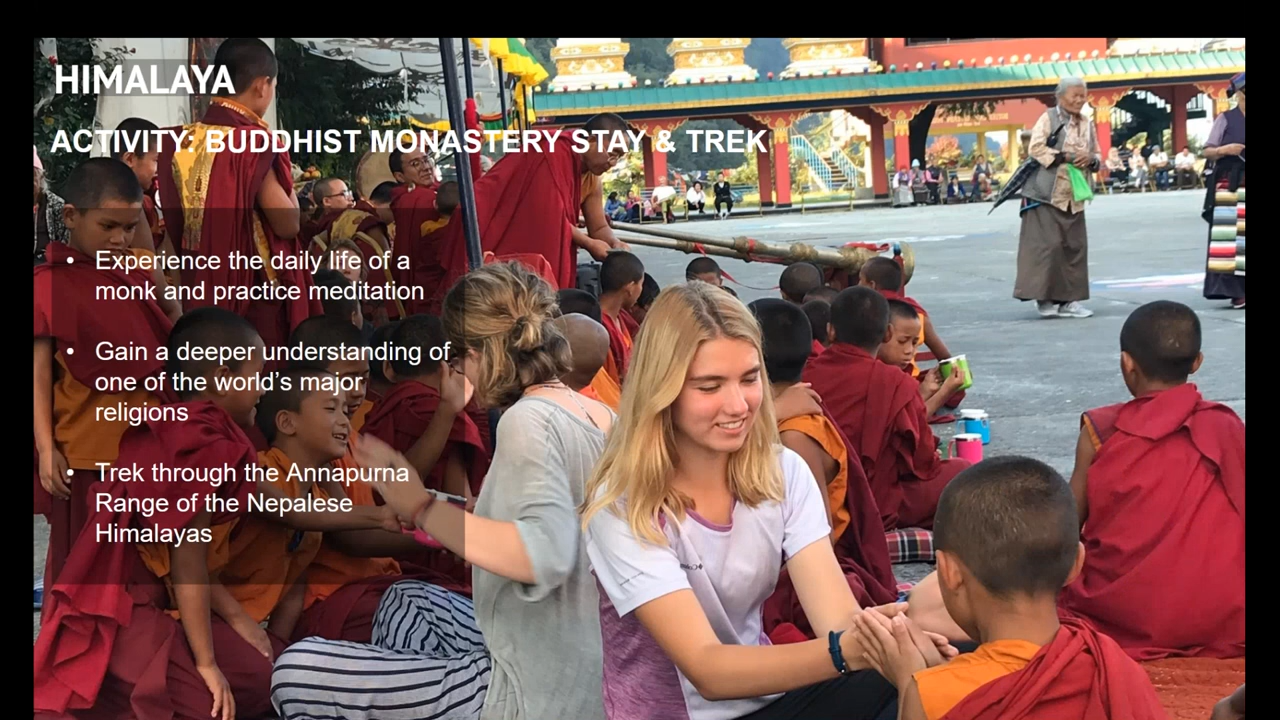 HIMALAYA
ACTIVITY: BUDDHIST MONASTERY STAY & TREK
• Experience the daily life of a
monk and practice meditation
• Gain a deeper understanding of
one of the world’s major
religions
• Trek through the Annapurna
Range of the Nepalese
Himalayas